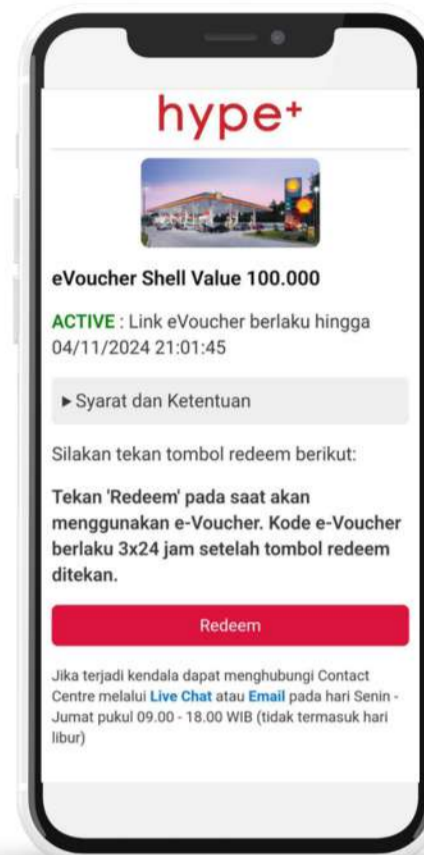 hype+
eVoucher Shell Value 100.000
ACTIVE : Link eVoucher berlaku hingga
04/11/2024 21:01:45
▶ Syarat dan Ketentuan
Silakan tekan tombol redeem berikut:
Tekan 'Redeem' pada saat akan
menggunakan e-Voucher. Kode e-Voucher
berlaku 3x24 jam setelah tombol redeem
ditekan.
Redeem
Jika terjadi kendala dapat menghubungi Contact
Centre melalui Live Chat atau Email pada hari Senin -
Jumat pukul 09.00 - 18.00 WIB (tidak termasuk hari
libur)